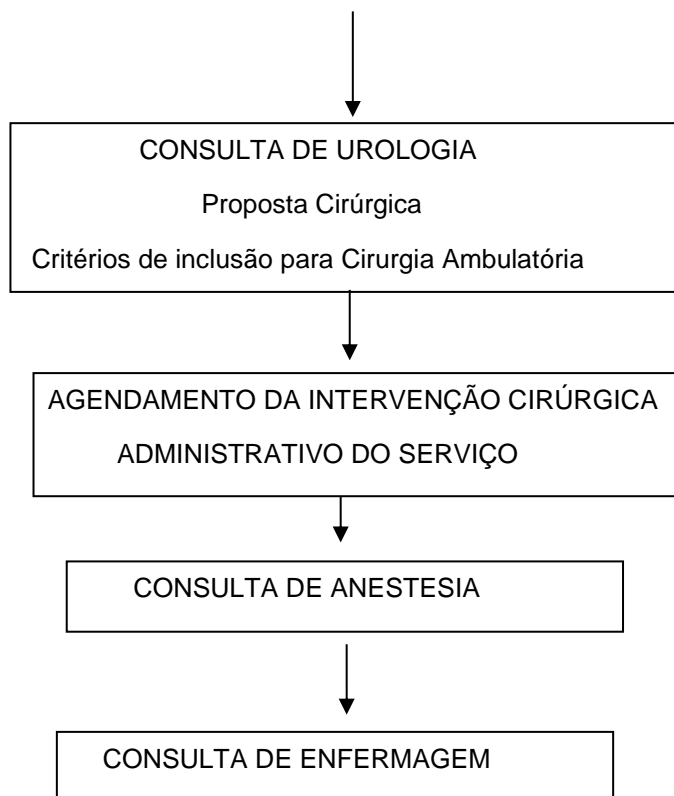 CONSULTA DE UROLOGIA
Proposta Cirúrgica
Critérios de inclusão para Cirurgia Ambulatória
AGENDAMENTO DA INTERVENÇÃO CIRÚRGICA
ADMINISTRATIVO DO SERVIÇO
CONSULTA DE ANESTESIA
CONSULTA DE ENFERMAGEM